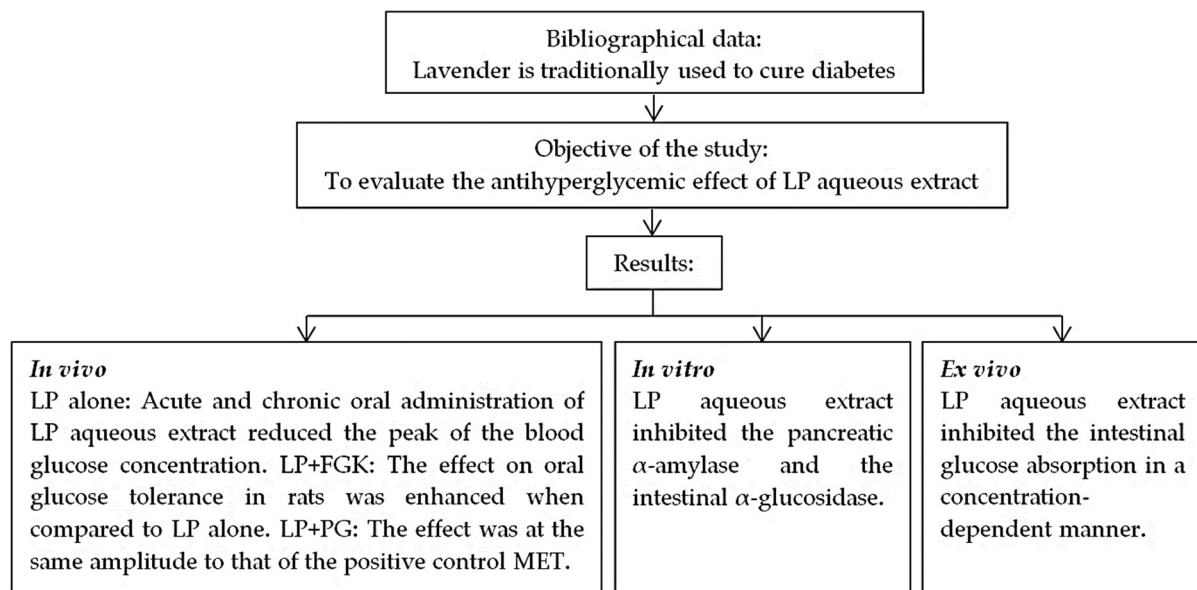 Bibliographical data:
Lavender is traditionally used to cure diabetes
Objective of the study:
To evaluate the antihyperglycemic effect of LP aqueous extract
Results:
In vivo
LP alone: Acute and chronic oral administration of
LP aqueous extract reduced the peak of the blood
glucose concentration. LP+FGK: The effect on oral
glucose tolerance in rats was enhanced when
compared to LP alone. LP+PG: The effect was at the
same amplitude to that of the positive control MET.
In vitro
LP aqueous extract
inhibited the pancreatic
α-amylase and the
intestinal α-glucosidase.
Ex vivo
LP aqueous extract
inhibited the intestinal
glucose absorption in a
concentration-
dependent manner.